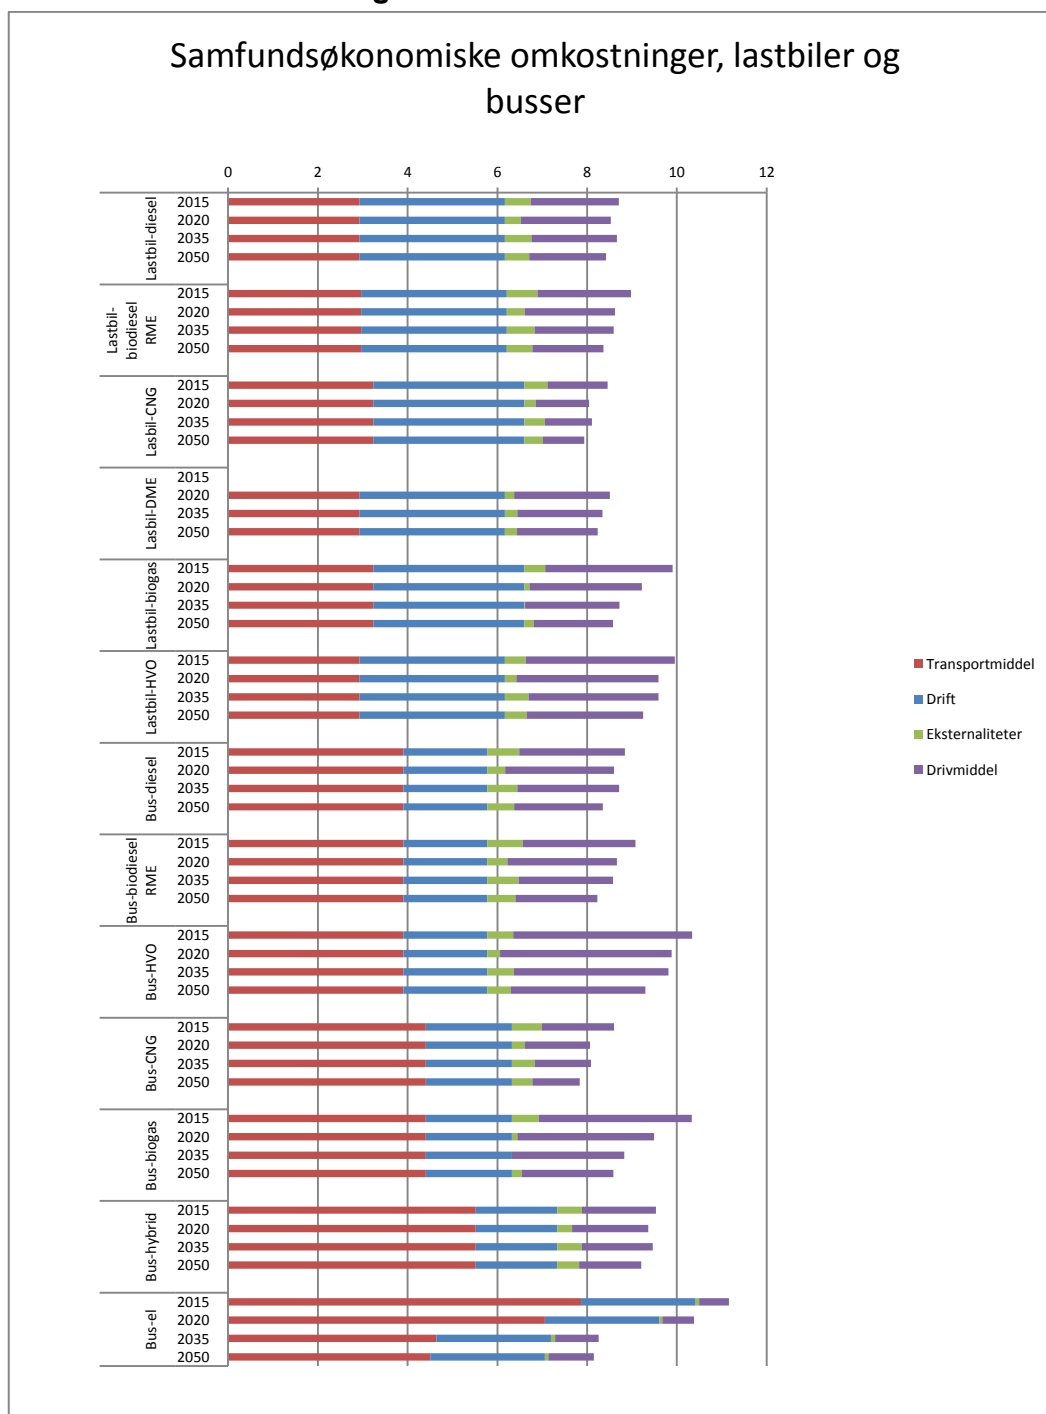 g
Samfundsøkonomiske omkostninger, lastbiler og
busser
0 2 4 6 8 10 12
Lastbil-diesel
2015
2020
2035
2050
Lastbil-
biodiesel
RME
2015
2020
2035
2050
Lasbil-CNG
2015
2020
2035
2050
Lasbil-DME
2015
2020
2035
2050
Lastbil-biogas
2015
2020
2035
2050
Lastbil-HVO
2015
2020
2035
2050
Bus-diesel
2015
2020
2035
2050
Bus-biodiesel
RME
2015
2020
2035
2050
Bus-HVO
2015
2020
2035
2050
Bus-CNG
2015
2020
2035
2050
Bus-biogas
2015
2020
2035
2050
Bus-hybrid
2015
2020
2035
2050
Bus-el
2015
2020
2035
2050
Transportmiddel
Drift
Eksternaliteter
Drivmiddel